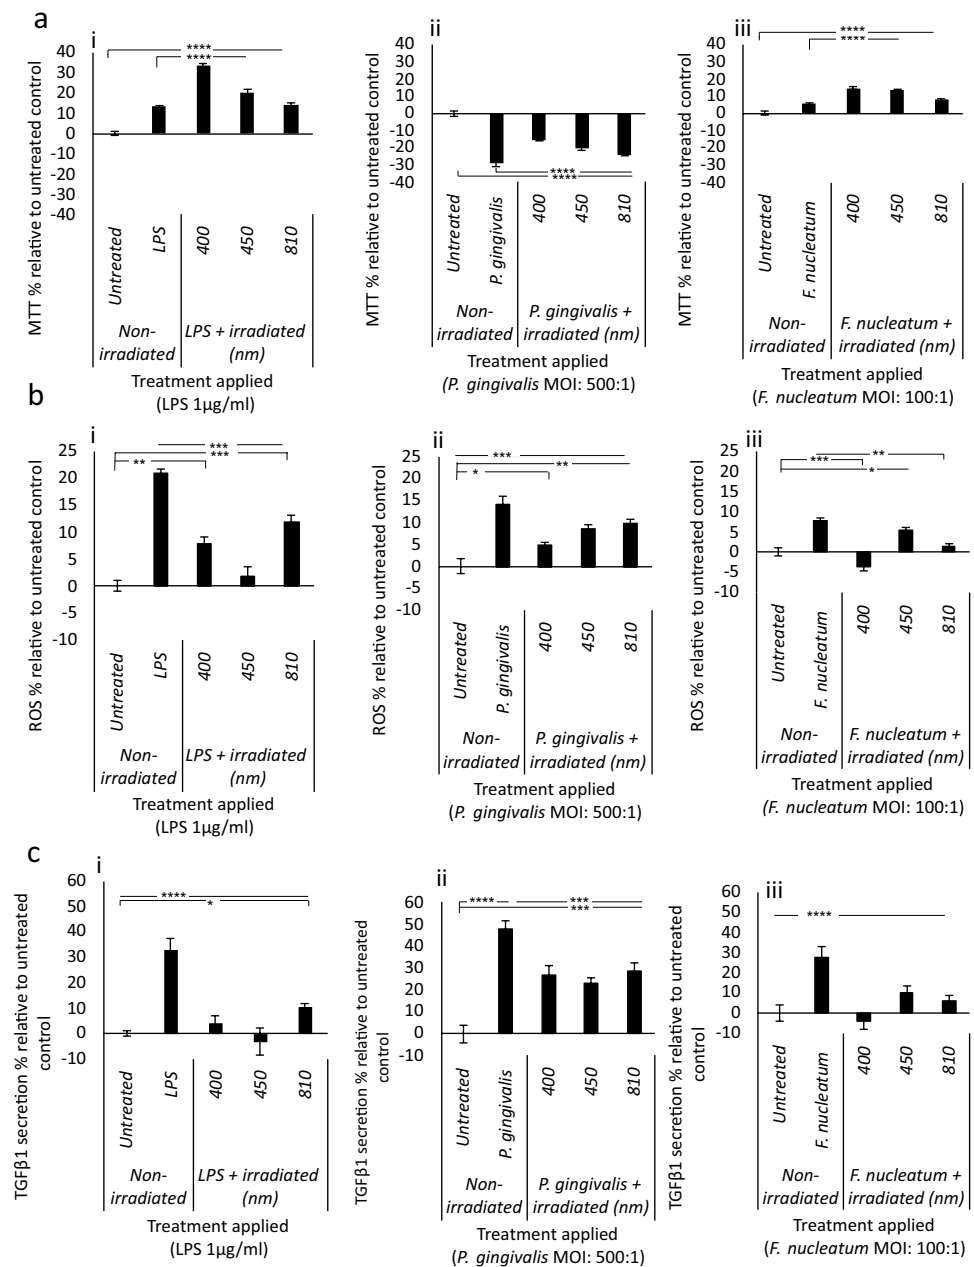 a
i
MTT % relative to untreated control
40
30
20
10
0
-10
-20
-30
-40
****
****
Untreated
LPS
400
450
810
Non-
irradiated
LPS + irradiated
(nm)
Treatment applied
(LPS 1µg/ml)
ii
MTT % relative to untreated control
40
30
20
10
0
-10
-20
-30
-40
****
****
Untreated
P. gingivalis
400
450
810
Non-
irradiated
P. gingivalis +
irradiated (nm)
Treatment applied
(P. gingivalis MOI: 500:1)
iii
MTT % relative to untreated control
40
30
20
10
0
-10
-20
-30
-40
****
****
Untreated
F. nucleatum
400
450
810
Non-
irradiated
F. nucleatum +
irradiated (nm)
Treatment applied
(F. nucleatum MOI: 100:1)
b
i
ROS % relative to untreated control
25
20
15
10
5
0
-5
-10
***
***
**
Untreated
LPS
400
450
810
Non-
irradiated
LPS + irradiated
(nm)
Treatment applied
(LPS 1µg/ml)
ii
ROS % relative to untreated control
25
20
15
10
5
0
-5
-10
***
**
*
Untreated
P. gingivalis
400
450
810
Non-
irradiated
P. gingivalis +
irradiated (nm)
Treatment applied
(P. gingivalis MOI: 500:1)
iii
ROS % relative to untreated control
25
20
15
10
5
0
-5
-10
**
***
*
Untreated
F. nucleatum
400
450
810
Non-
irradiated
F. nucleatum +
irradiated (nm)
Treatment applied
(F. nucleatum MOI: 100:1)
c
i
TGFβ1 secretion % relative to untreated
control
60
50
40
30
20
10
0
-10
****
*
Untreated
LPS
400
450
810
Non-
irradiated
LPS + irradiated
(nm)
Treatment applied
(LPS 1µg/ml)
ii
TGFβ1 secretion % relative to untreated
control
60
50
40
30
20
10
0
-10
****
***
***
Untreated
P. gingivalis
400
450
810
Non-
irradiated
P. gingivalis +
irradiated (nm)
Treatment applied
(P. gingivalis MOI: 500:1)
iii
TGFβ1 secretion % relative to untreated
control
60
50
40
30
20
10
0
-10
****
Untreated
F. nucleatum
400
450
810
Non-
irradiated
F. nucleatum +
irradiated (nm)
Treatment applied
(F. nucleatum MOI: 100:1)